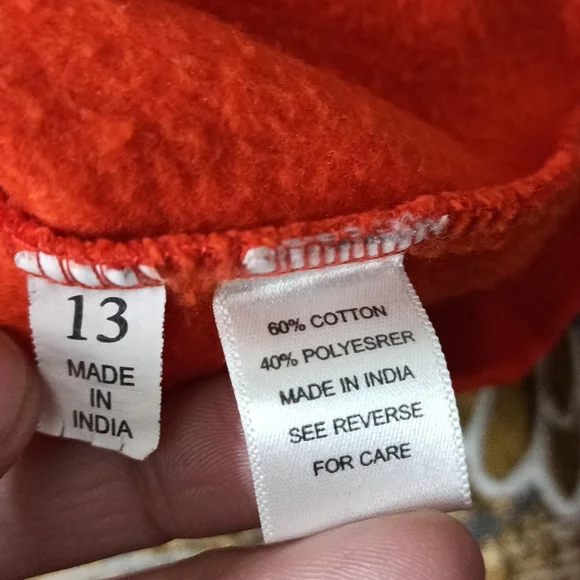 13
MADE
IN
INDIA
60% COTTON
40% POLYESRER
MADE IN INDIA
SEE REVERSE
FOR CARE